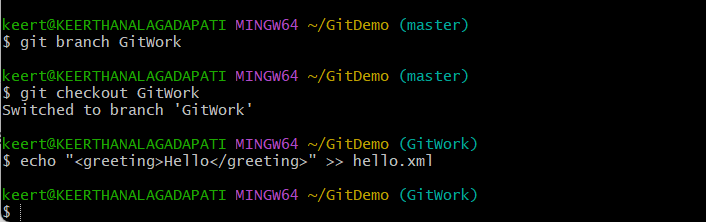 keert@KEERTHANALAGADAPATI MINGW64 ~/GitDemo (master)
$ git branch GitWork
keert@KEERTHANALAGADAPATI MINGW64 ~/GitDemo (master)
$ git checkout GitWork
Switched to branch 'GitWork'
keert@KEERTHANALAGADAPATI MINGW64 ~/GitDemo (GitWork)
$ echo "<greeting>Hello</greeting>" >> hello.xml
keert@KEERTHANALAGADAPATI MINGW64 ~/GitDemo (GitWork)
$